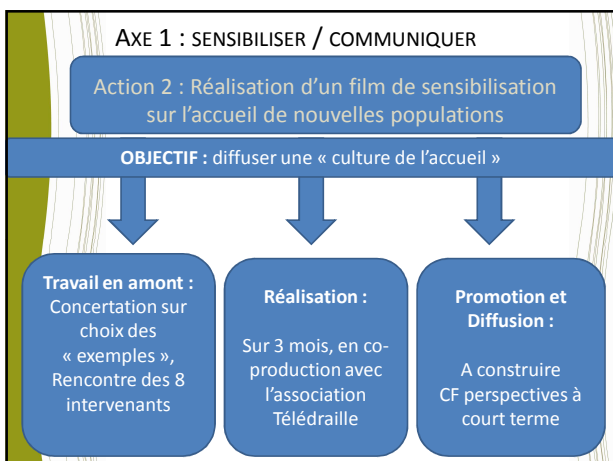 AXE 1 : SENSIBILISER / COMMUNIQUER
Action 2 : Réalisation d'un film de sensibilisation
sur l'accueil de nouvelles populations
OBJECTIF : diffuser une « culture de l'accueil »
Travail en amont :
Concertation sur
choix des
« exemples »,
Rencontre des 8
intervenants
Réalisation :
Sur 3 mois, en co-
production avec
l'association
Télédraille
Promotion et
Diffusion :
A construire
CF perspectives à
court terme